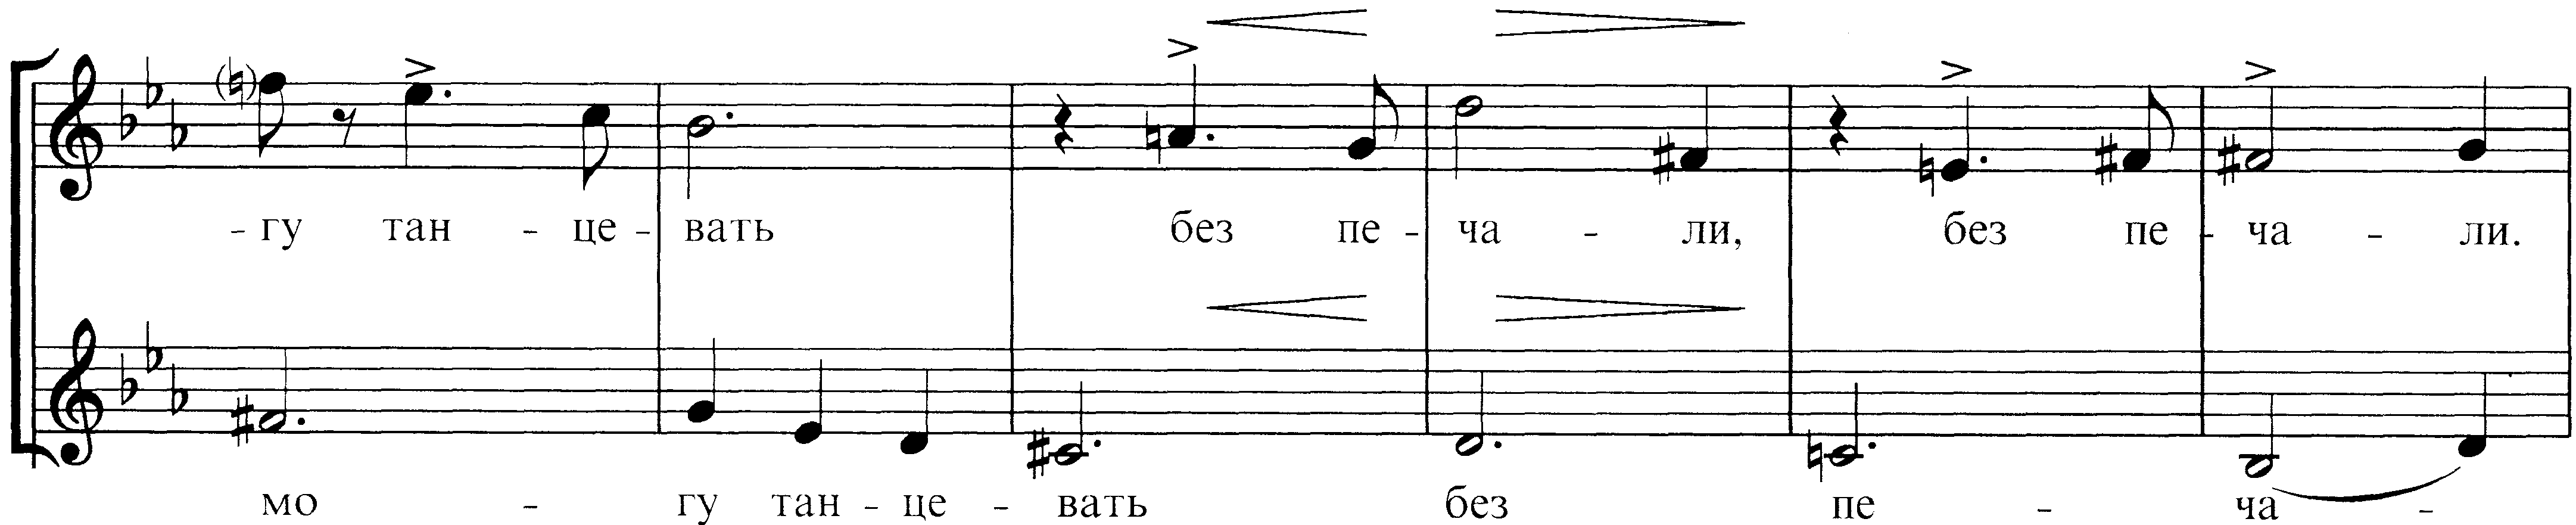 - гу тан - це - вать без пе - ча - ли, без пе - ча - ли.
мо - гу тан - це - вать без пе - ча -